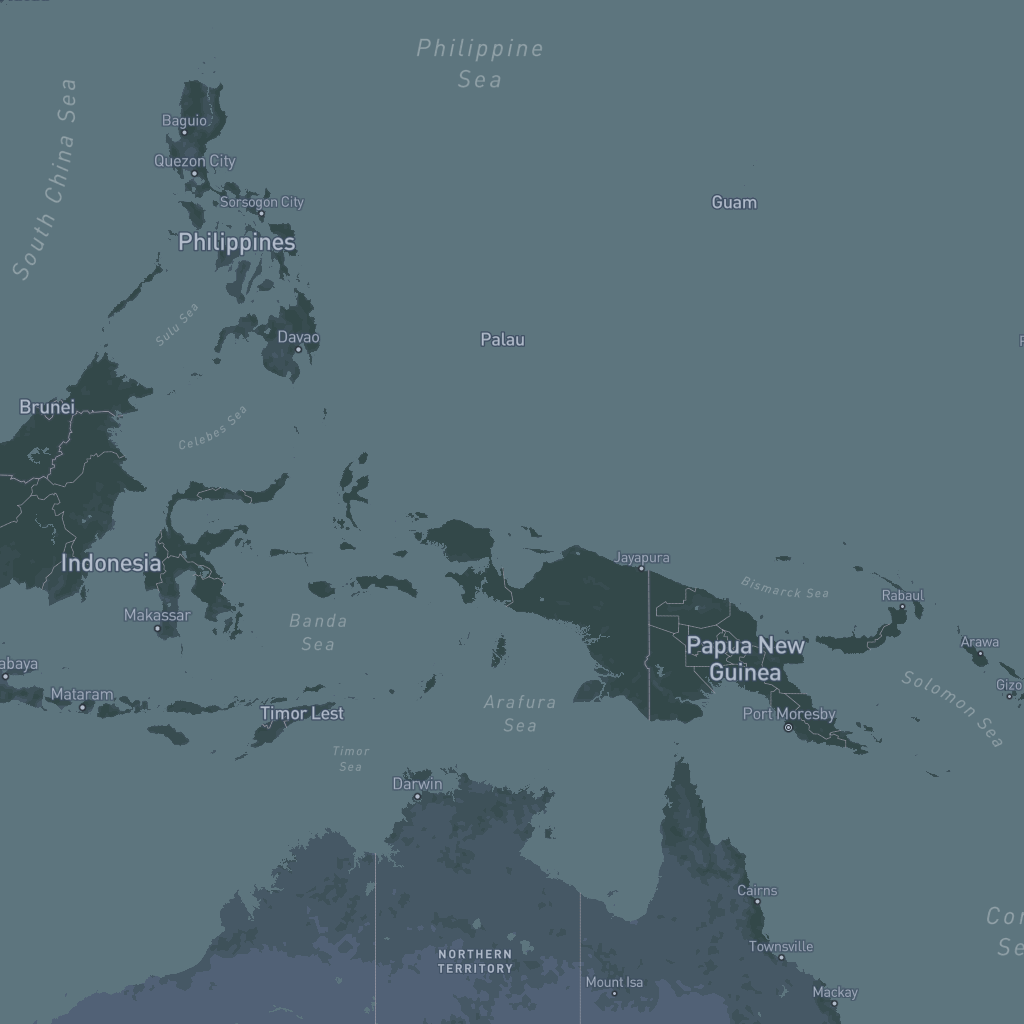 Philippine
Sea
South China Sea
Baguio
Quezon City
Sorsogon City
Guam
Philippines
Sulu Sea
Davao
Palau
Brunei
Celebes Sea
Indonesia
Jayapura
Bismarck Sea
Rabaul
Makassar
Banda
Sea
Papua New
Guinea
Arawa
abaya
Mataram
Gizo
Solomon Sea
Arafura
Sea
Timor Lest
Port Moresby
Timor
Sea
Darwin
Cairns
Cor
Se
Townsville
NORTHERN
TERRITORY
Mount Isa
Mackay